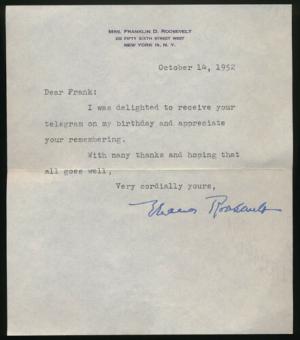 MRS. FRANKLIN D. ROOSEVELT
202 FIFTY SIXTH STREET WEST
NEW YORK 19, N. Y.
October 14, 1952
Dear Frank:
I was delighted to receive your
telegram on my birthday and appreciate
your remembering.
With many thanks and hoping that
all goes well,
Very cordially yours,
Eleanor Roosevelt